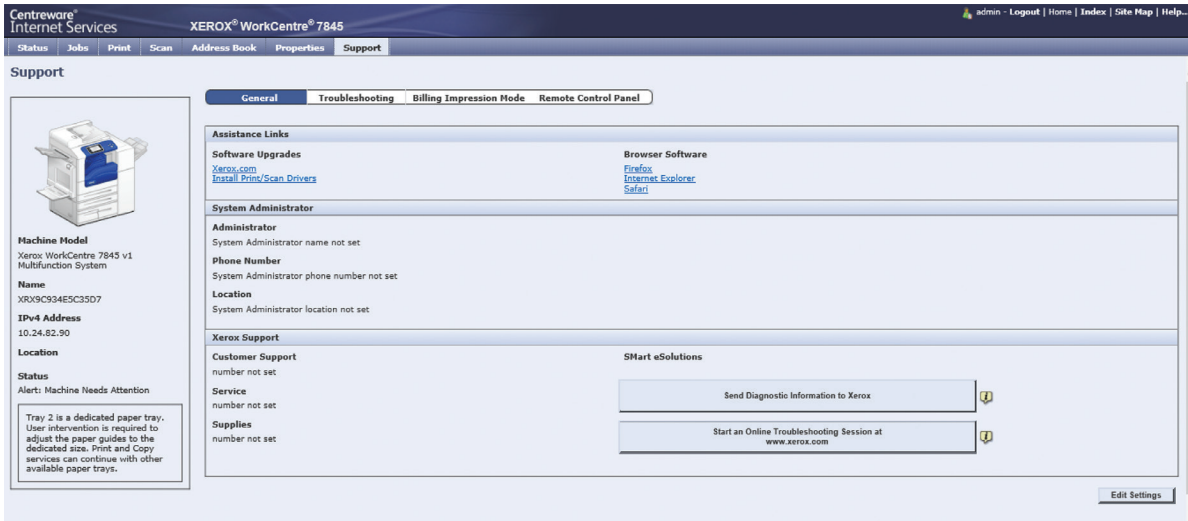 Centreware®
Internet Services
XEROX® WorkCentre® 7845
admin - Logout | Home | Index | Site Map | Help...
Status Jobs Print Scan Address Book Properties Support
Support
General Troubleshooting Billing Impression Mode Remote Control Panel
Machine Model
Xerox WorkCentre 7845 v1
Multifunction System
Name
XRX9C934E5C35D7
IPv4 Address
10.24.82.90
Location
Status
Alert: Machine Needs Attention
Tray 2 is a dedicated paper tray.
User intervention is required to
adjust the paper guides to the
dedicated size. Print and Copy
services can continue with other
available paper trays.
Assistance Links
Software Upgrades
Xerox.com
Install Print/Scan Drivers
Browser Software
Firefox
Internet Explorer
Safari
System Administrator
Administrator
System Administrator name not set
Phone Number
System Administrator phone number not set
Location
System Administrator location not set
Xerox Support
Customer Support
number not set
Service
number not set
Supplies
number not set
SMart eSolutions
Send Diagnostic Information to Xerox
Start an Online Troubleshooting Session at
www.xerox.com
Edit Settings